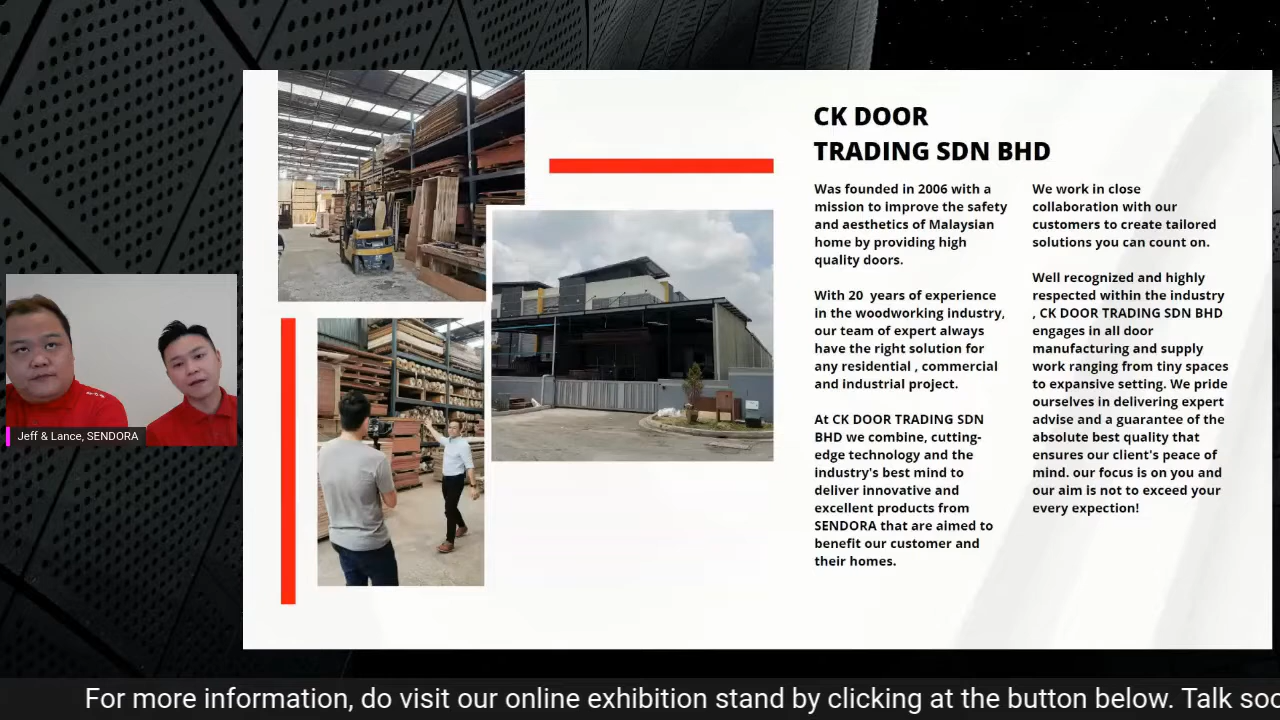 CK DOOR
TRADING SDN BHD
Was founded in 2006 with a
mission to improve the safety
and aesthetics of Malaysian
home by providing high
quality doors.
With 20 years of experience
in the woodworking industry,
our team of expert always
have the right solution for
any residential , commercial
and industrial project.
At CK DOOR TRADING SDN
BHD we combine, cutting-
edge technology and the
industry's best mind to
deliver innovative and
excellent products from
SENDORA that are aimed to
benefit our customer and
their homes.
We work in close
collaboration with our
customers to create tailored
solutions you can count on.
Well recognized and highly
respected within the industry
, CK DOOR TRADING SDN BHD
engages in all door
manufacturing and supply
work ranging from tiny spaces
to expansive setting. We pride
ourselves in delivering expert
advise and a guarantee of the
absolute best quality that
ensures our client's peace of
mind. our focus is on you and
our aim is not to exceed your
every expection!
Jeff & Lance, SENDORA
For more information, do visit our online exhibition stand by clicking at the button below. Talk soo